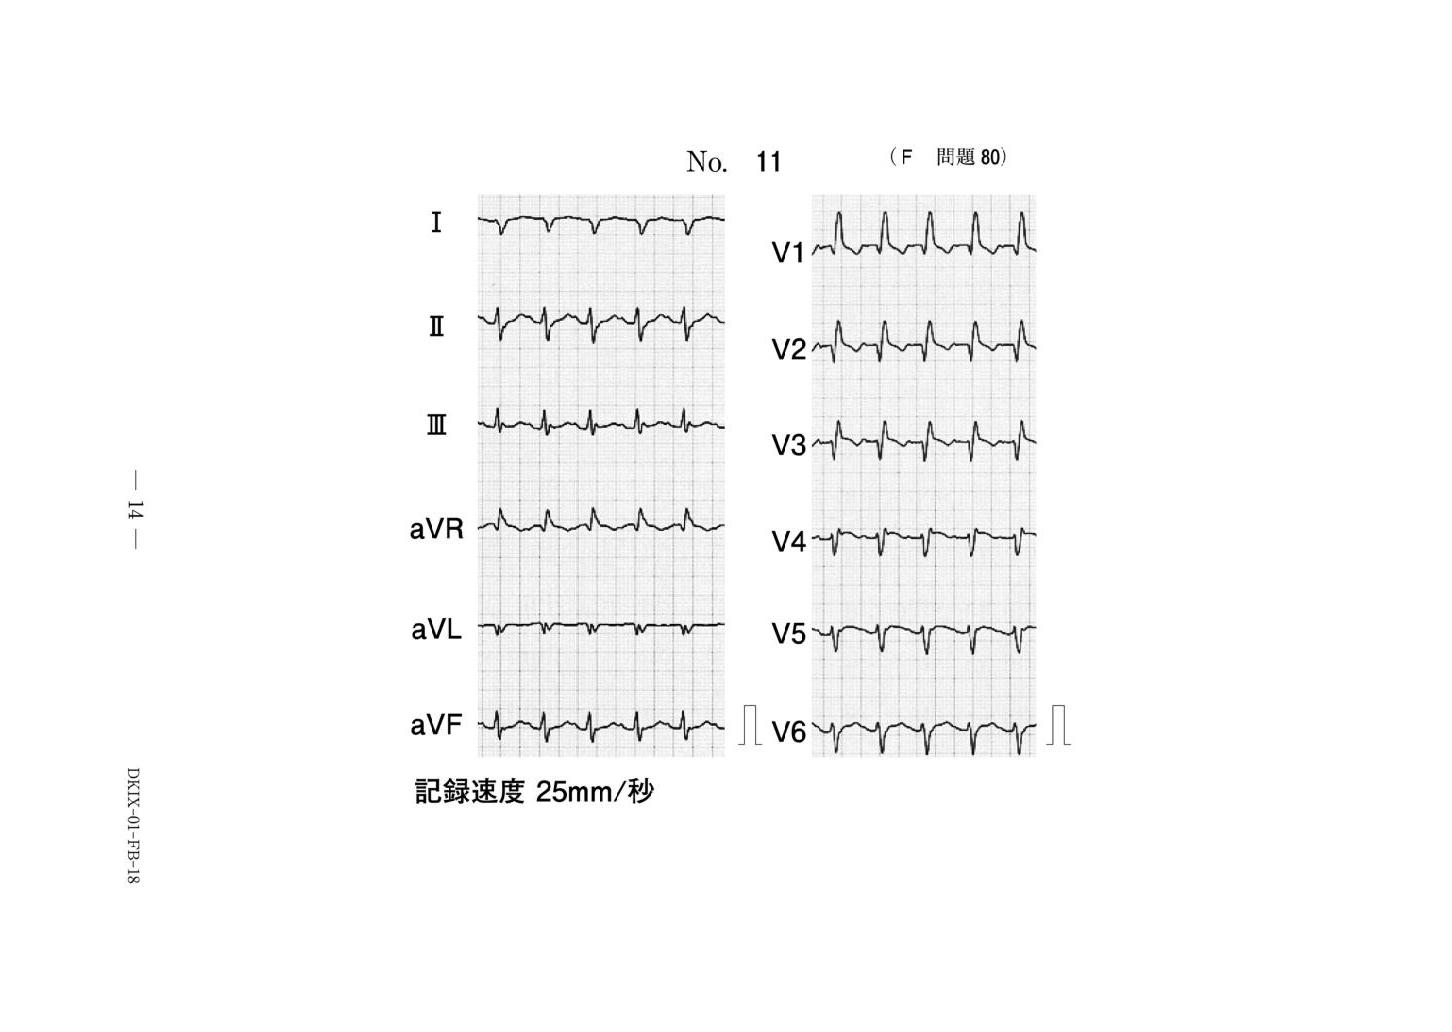 No. 11 (F 問題 80)
I
II
III
aVR
aVL
aVF
V1
V2
V3
V4
V5
V6
記録速度 25mm/秒
— 14 —
DKIX-01-FB-18